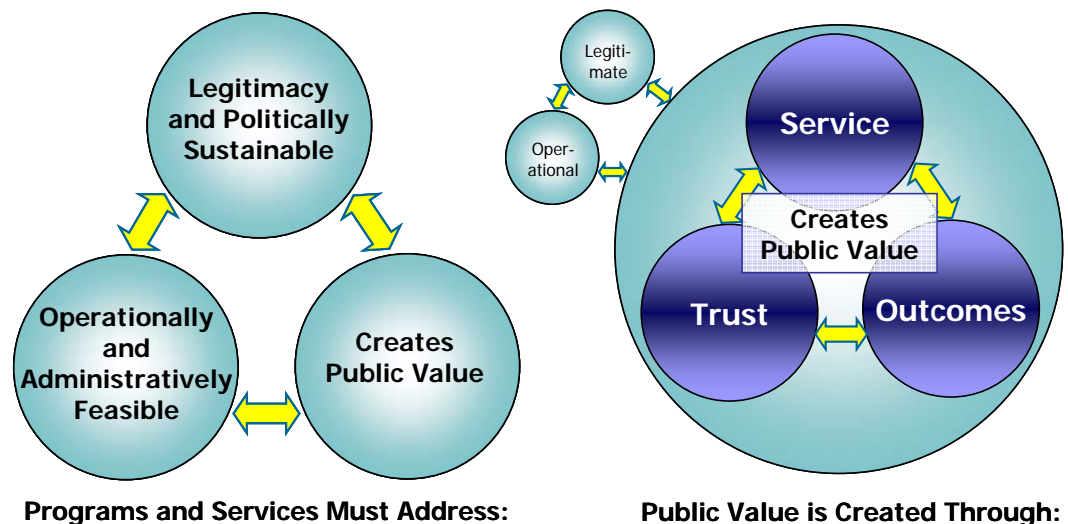 Legitimacy
and Politically
Sustainable
Operationally
and
Administratively
Feasible
Creates
Public Value
Programs and Services Must Address:
Legiti-
mate
Oper-
ational
Service
Creates
Public Value
Trust
Outcomes
Public Value is Created Through: